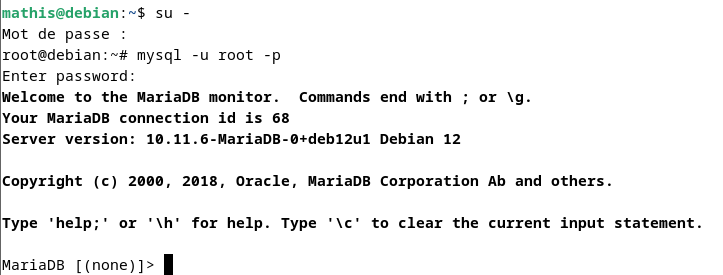 mathis@debian:~$ su -
Mot de passe :
root@debian:~# mysql -u root -p
Enter password:
Welcome to the MariaDB monitor.  Commands end with ; or \g.
Your MariaDB connection id is 68
Server version: 10.11.6-MariaDB-0+deb12u1 Debian 12
Copyright (c) 2000, 2018, Oracle, MariaDB Corporation Ab and others.
Type 'help;' or '\h' for help. Type '\c' to clear the current input statement.
MariaDB [(none)]>